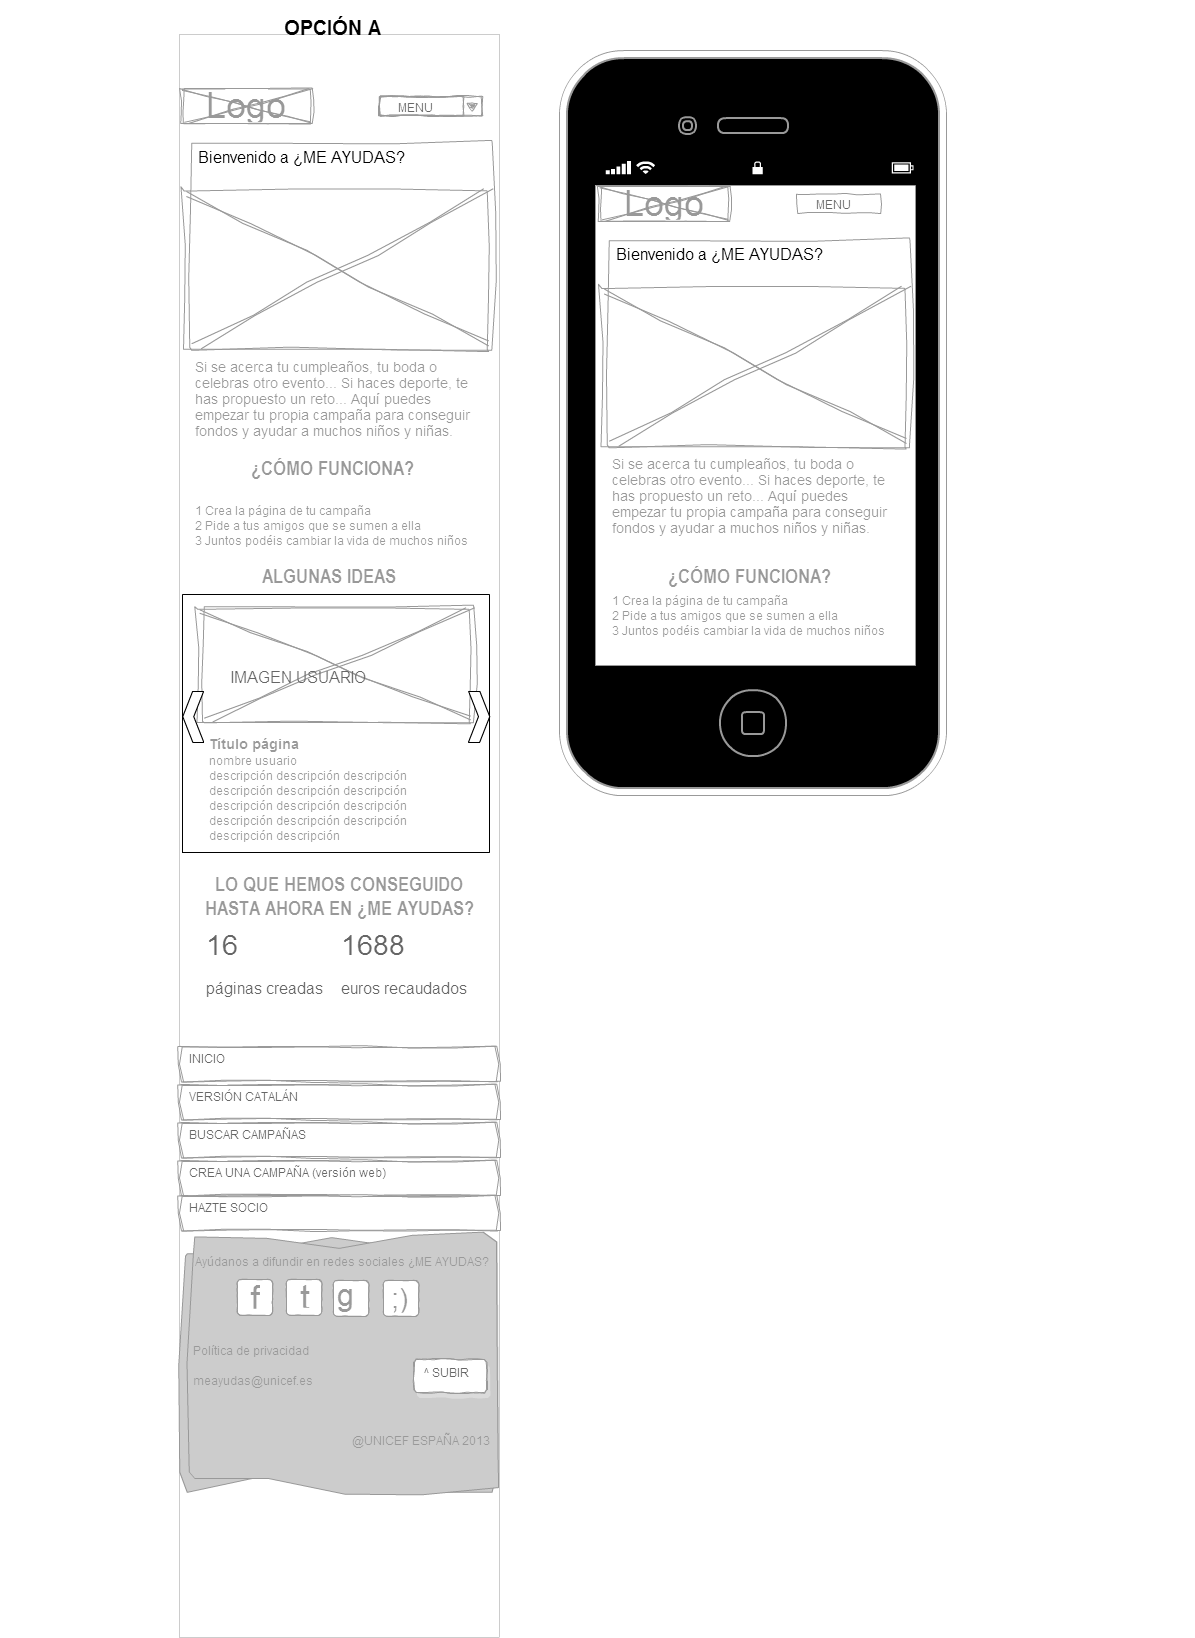 OPCIÓN A
Logo
MENU
Bienvenido a ¿ME AYUDAS?
Si se acerca tu cumpleaños, tu boda o
celebras otro evento... Si haces deporte, te
has propuesto un reto... Aquí puedes
empezar tu propia campaña para conseguir
fondos y ayudar a muchos niños y niñas.
¿CÓMO FUNCIONA?
1 Crea la página de tu campaña
2 Pide a tus amigos que se sumen a ella
3 Juntos podéis cambiar la vida de muchos niños
ALGUNAS IDEAS
IMAGEN USUARIO
Título página
nombre usuario
descripción descripción descripción
descripción descripción descripción
descripción descripción descripción
descripción descripción descripción
descripción descripción
LO QUE HEMOS CONSEGUIDO
HASTA AHORA EN ¿ME AYUDAS?
16 1688
páginas creadas euros recaudados
INICIO
VERSIÓN CATALÁN
BUSCAR CAMPAÑAS
CREA UNA CAMPAÑA (versión web)
HAZTE SOCIO
Ayúdanos a difundir en redes sociales ¿ME AYUDAS?
f t g ;)
Política de privacidad
^ SUBIR
meayudas@unicef.es
@UNICEF ESPAÑA 2013
Logo
MENU
Bienvenido a ¿ME AYUDAS?
Si se acerca tu cumpleaños, tu boda o
celebras otro evento... Si haces deporte, te
has propuesto un reto... Aquí puedes
empezar tu propia campaña para conseguir
fondos y ayudar a muchos niños y niñas.
¿CÓMO FUNCIONA?
1 Crea la página de tu campaña
2 Pide a tus amigos que se sumen a ella
3 Juntos podéis cambiar la vida de muchos niños